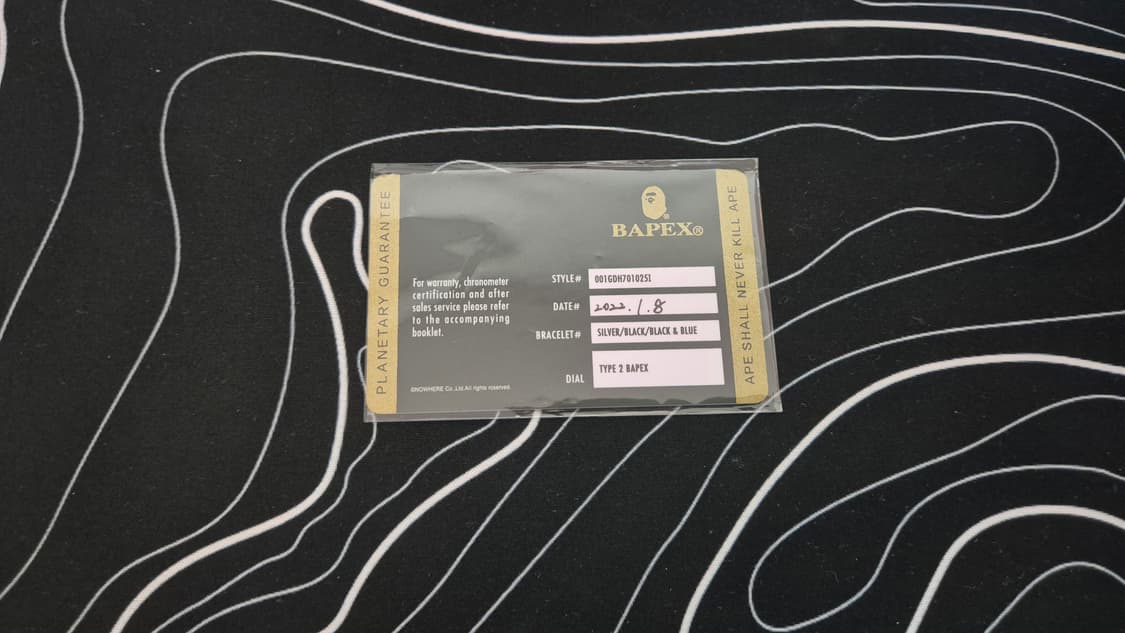 PLANETARY GUARANTEE
BAPEX®
For warranty, chronometer
certification and after
sales service please refer
to the accompanying
booklet.
STYLE# 001GDH701025I
DATE# 2022.1.8
BRACELET# SILVER/BLACK/BLACK & BLUE
DIAL TYPE 2 BAPEX
©NOWHERE Co.,Ltd.All rights reserved.
APE SHALL NEVER KILL APE